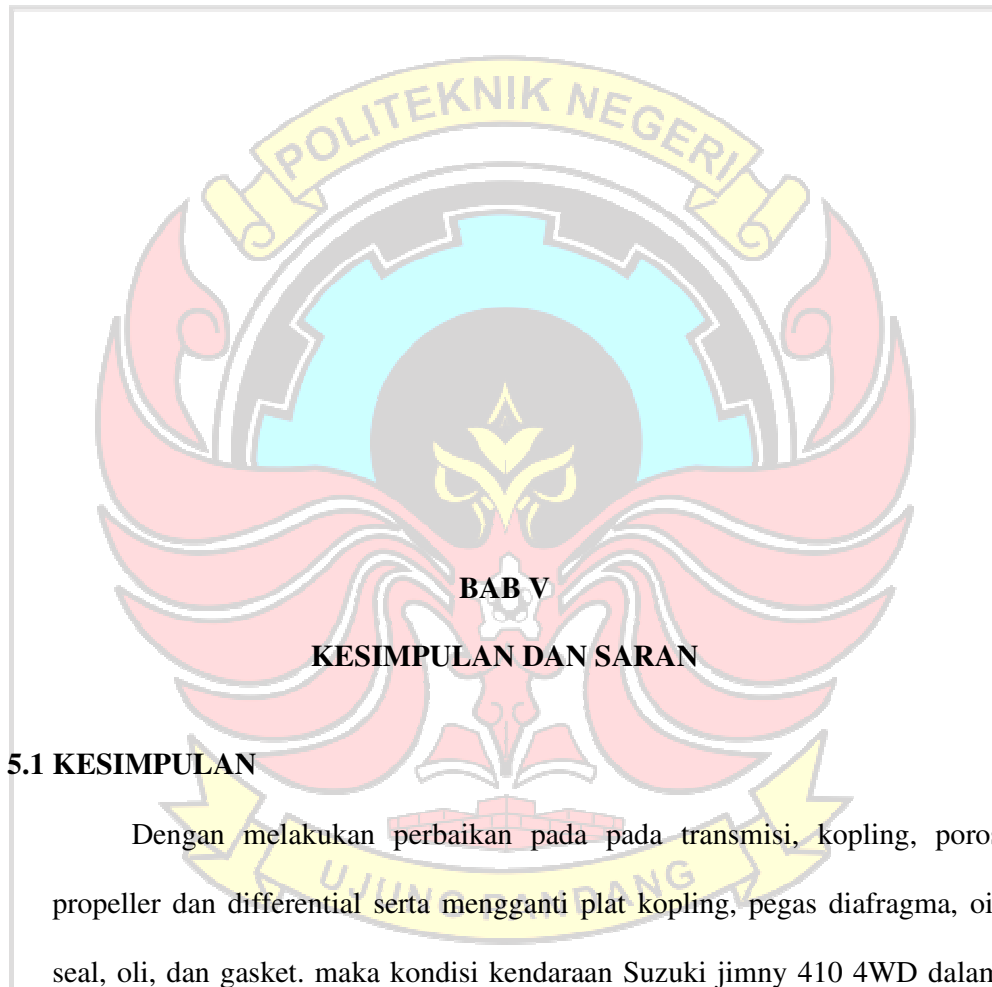 POLITEKNIK NEGERI
BAB V
KESIMPULAN DAN SARAN
5.1 KESIMPULAN
Dengan melakukan perbaikan pada pada transmisi, kopling, poros
propeller dan differential serta mengganti plat kopling, pegas diafragma, oi
seal, oli, dan gasket. maka kondisi kendaraan Suzuki jimny 410 4WD dalam
UJUNG PANDANG